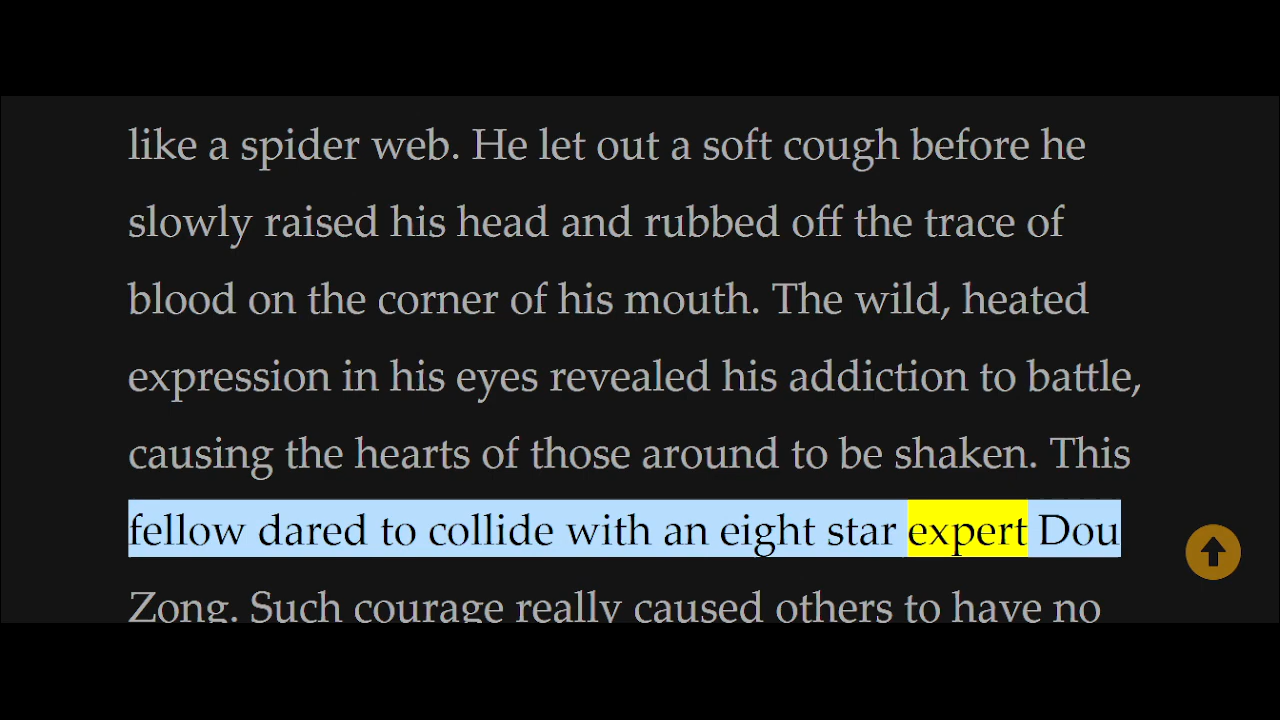 like a spider web. He let out a soft cough before he
slowly raised his head and rubbed off the trace of
blood on the corner of his mouth. The wild, heated
expression in his eyes revealed his addiction to battle,
causing the hearts of those around to be shaken. This
fellow dared to collide with an eight star expert Dou
Zong. Such courage really caused others to have no